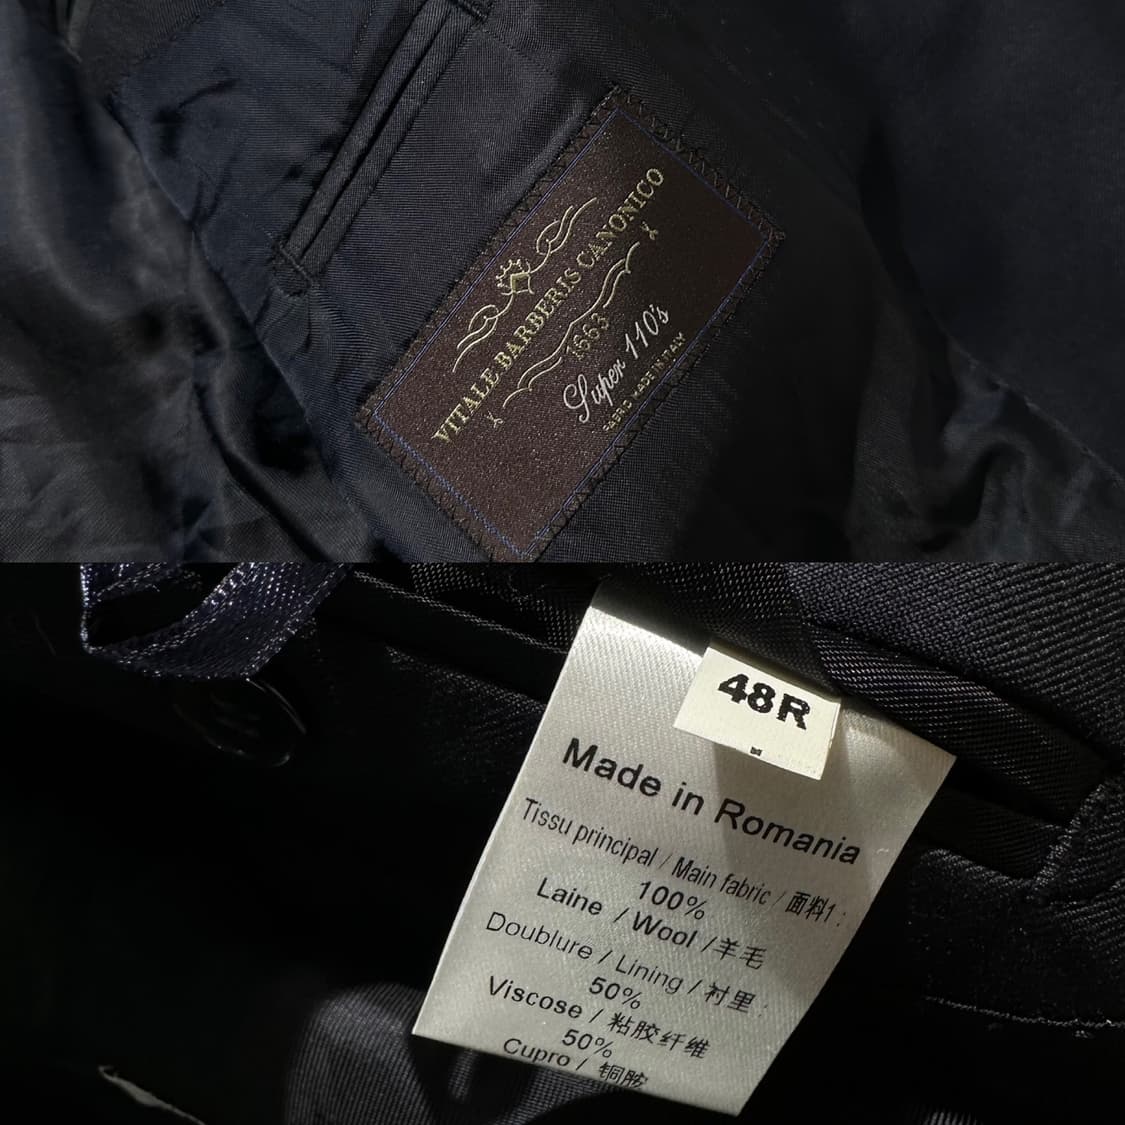 VITALE BARBERIS CANONICO
1663
Super 110's
FABRIC MADE IN ITALY
48R
Made in Romania
Tissu principal / Main fabric / 面料1 :
100%
Laine / Wool / 羊毛
Doublure / Lining / 衬里 :
50%
Viscose / 粘胶纤维
50%
Cupro / 铜胺